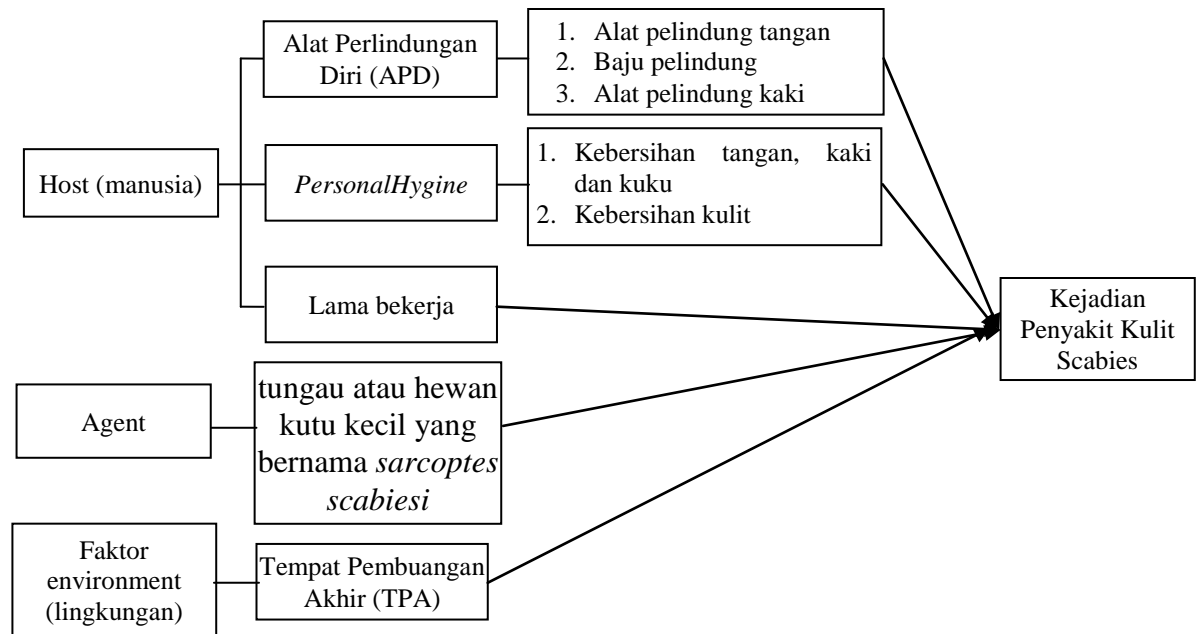 Alat Perlindungan
Diri (APD)
1. Alat pelindung tangan
2. Baju pelindung
3. Alat pelindung kaki
Host (manusia)
PersonalHygine
1. Kebersihan tangan, kaki
dan kuku
2. Kebersihan kulit
Lama bekerja
Kejadian
Penyakit Kulit
Scabies
Agent
tungau atau hewan
kutu kecil yang
bernama sarcoptes
scabiesi
Faktor
environment
(lingkungan)
Tempat Pembuangan
Akhir (TPA)